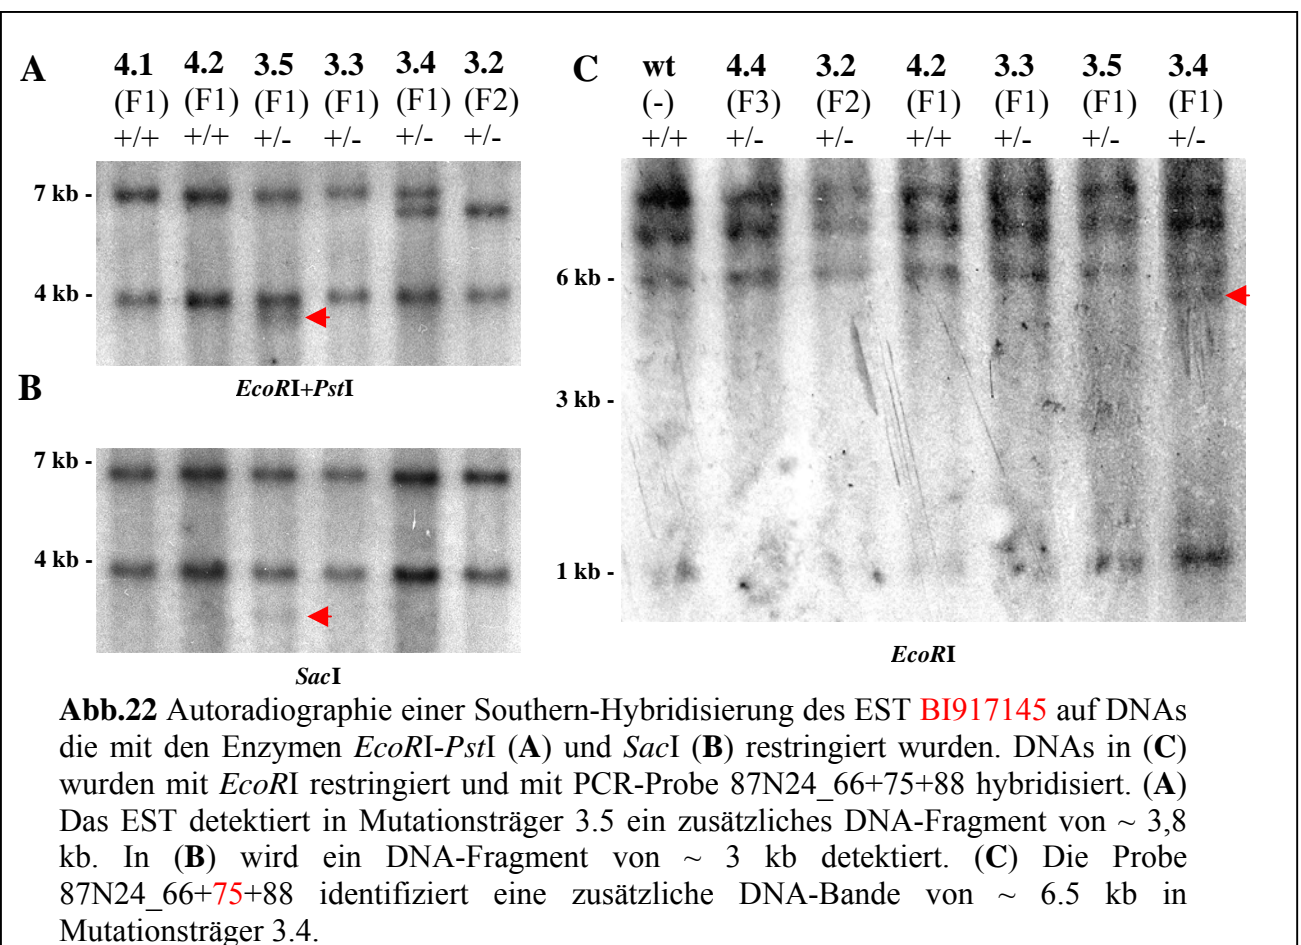 A 4.1 4.2 3.5 3.3 3.4 3.2
(F1) (F1) (F1) (F1) (F1) (F2)
+/+ +/+ +/- +/- +/- +/-
7 kb -
4 kb -
EcoRI+PstI
B
7 kb -
4 kb -
SacI
C wt 4.4 3.2 4.2 3.3 3.5 3.4
(-) (F3) (F2) (F1) (F1) (F1) (F1)
+/+ +/- +/- +/+ +/- +/- +/-
6 kb -
3 kb -
1 kb -
EcoRI
Abb.22 Autoradiographie einer Southern-Hybridisierung des EST BI917145 auf DNAs
die mit den Enzymen EcoRI-PstI (A) und SacI (B) restringiert wurden. DNAs in (C)
wurden mit EcoRI restringiert und mit PCR-Probe 87N24_66+75+88 hybridisiert. (A)
Das EST detektiert in Mutationsträger 3.5 ein zusätzliches DNA-Fragment von ~ 3,8
kb. In (B) wird ein DNA-Fragment von ~ 3 kb detektiert. (C) Die Probe
87N24_66+75+88 identifiziert eine zusätzliche DNA-Bande von ~ 6.5 kb in
Mutationsträger 3.4.